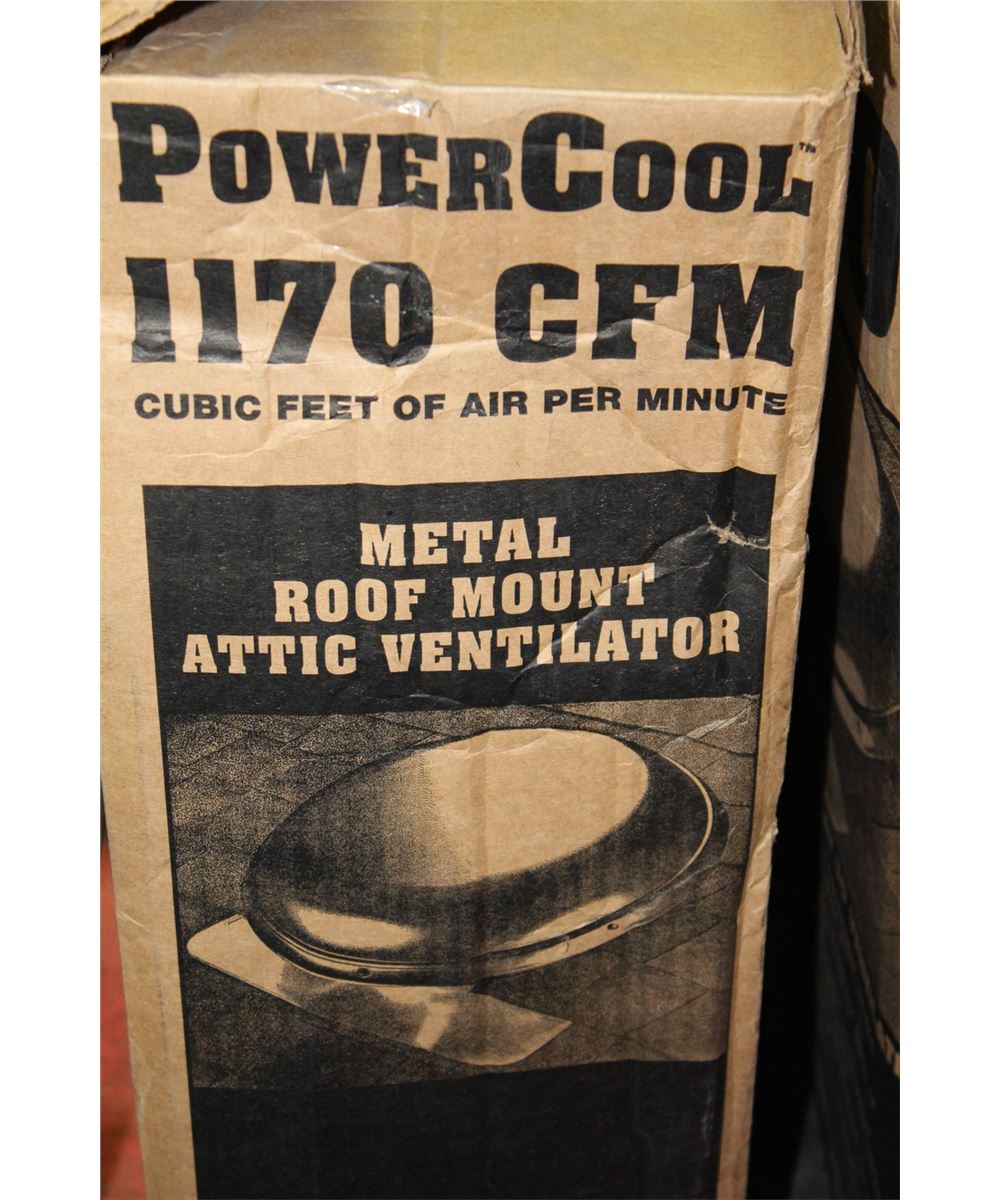 POWERCOOL™
1170 CFM
CUBIC FEET OF AIR PER MINUTE
METAL
ROOF MOUNT
ATTIC VENTILATOR